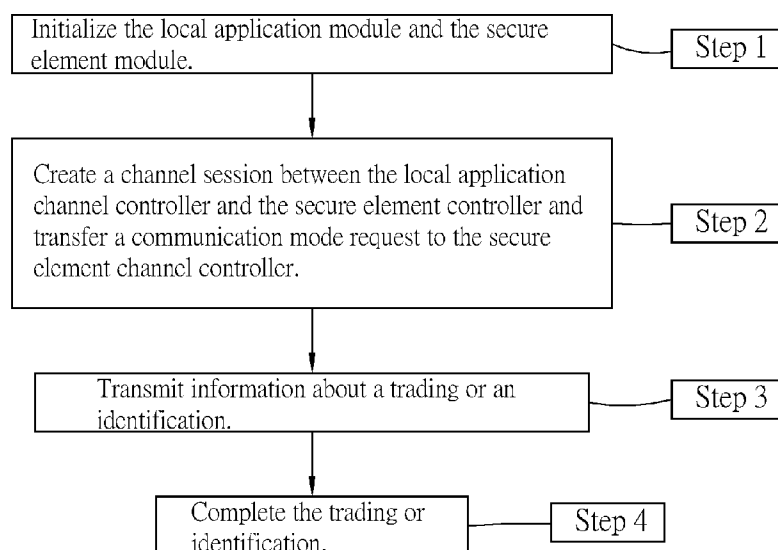 Initialize the local application module and the secure
element module.
Step 1
Create a channel session between the local application
channel controller and the secure element controller and
transfer a communication mode request to the secure
element channel controller.
Step 2
Transmit information about a trading or an
identification.
Step 3
Complete the trading or
identification.
Step 4